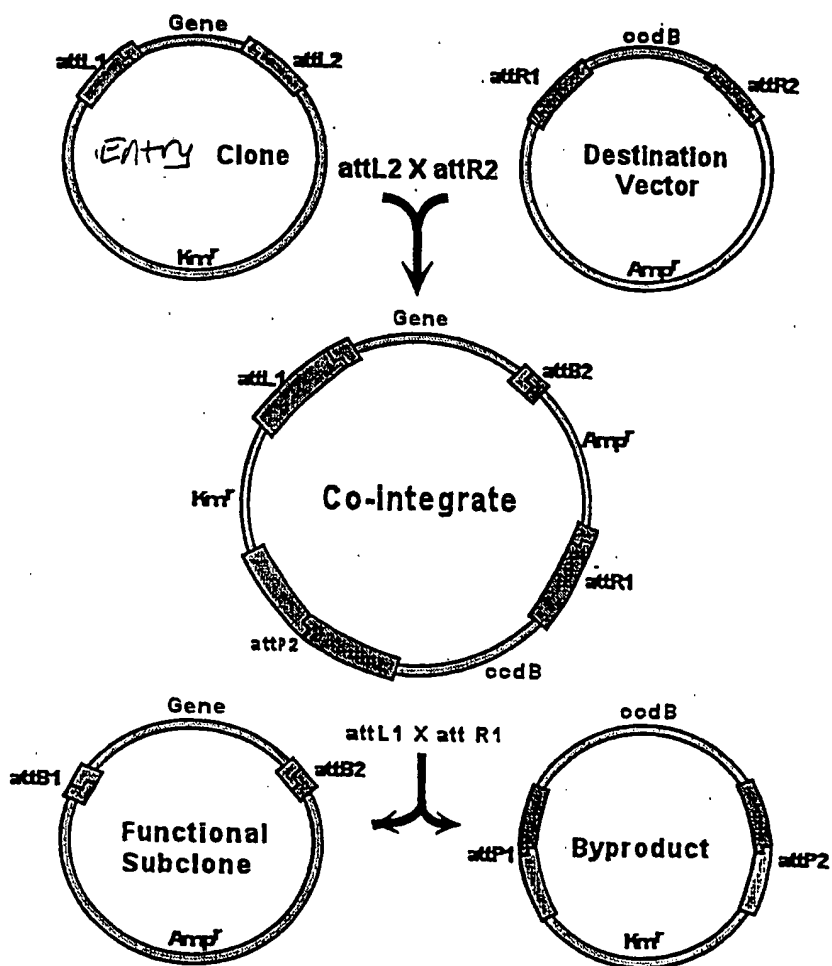 Gene
attL1
attL2
Entry Clone
Kmr
ccdB
attR1
attR2
Destination
Vector
Ampr
attL2 X attR2
Gene
attL1
attB2
Ampr
Kmr
Co-Integrate
attR1
attP2
ccdB
attL1 X att R1
Gene
attB1
attB2
Functional
Subclone
Ampr
ccdB
attP1
Byproduct
attP2
Kmr